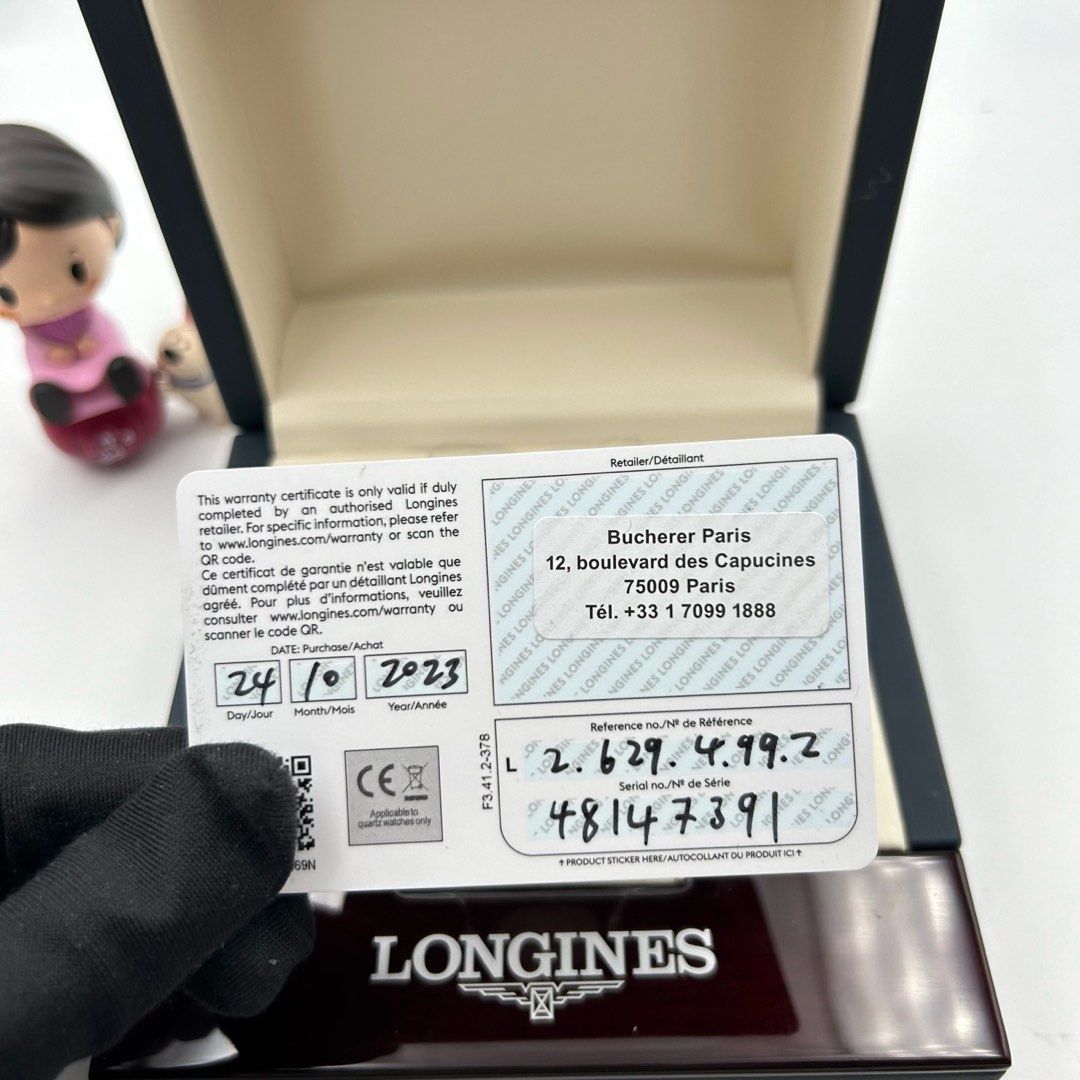 This warranty certificate is only valid if duly
completed by an authorised Longines
retailer. For specific information, please refer
to www.longines.com/warranty or scan the
QR code.
Ce certificat de garantie n'est valable que
dûment complété par un détaillant Longines
agréé. Pour plus d'informations, veuillez
consulter www.longines.com/warranty ou
scanner le code QR.
DATE: Purchase/Achat
24 10 2023
Day/Jour Month/Mois Year/Année
CE
Applicable to
quartz watches only
69N
F3.41.2-378
Retailer/Détaillant
Bucherer Paris
12, boulevard des Capucines
75009 Paris
Tél. +33 1 7099 1888
Reference no./Nº de Référence
L 2.629.4.99.2
Serial no./Nº de Série
48147391
↑ PRODUCT STICKER HERE/AUTOCOLLANT DU PRODUIT ICI ↑
LONGINES